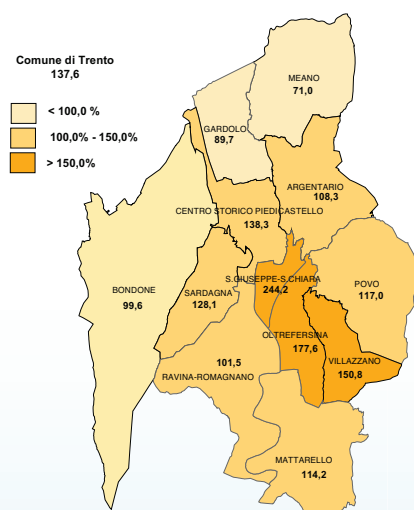 Comune di Trento
137,6
< 100,0 %
100,0% - 150,0%
> 150,0%
MEANO
71,0
GARDOLO
89,7
ARGENTARIO
108,3
CENTRO STORICO PIEDICASTELLO
138,3
S.GIUSEPPE-S.CHIARA
244,2
POVO
117,0
BONDONE
99,6
SARDAGNA
128,1
OLTREFERSINA
177,6
VILLAZZANO
150,8
101,5
RAVINA-ROMAGNANO
MATTARELLO
114,2